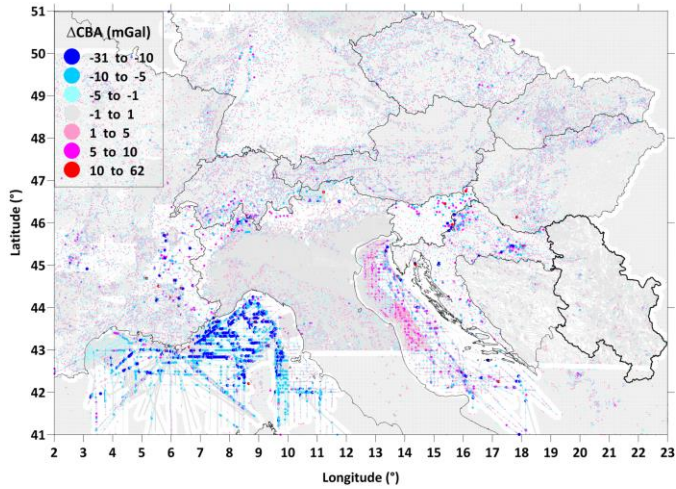 51
50
49
48
47
46
45
44
43
42
41
Latitude (°)
ΔCBA (mGal)
-31 to -10
-10 to -5
-5 to -1
-1 to 1
1 to 5
5 to 10
10 to 62
2 3 4 5 6 7 8 9 10 11 12 13 14 15 16 17 18 19 20 21 22 23
Longitude (°)